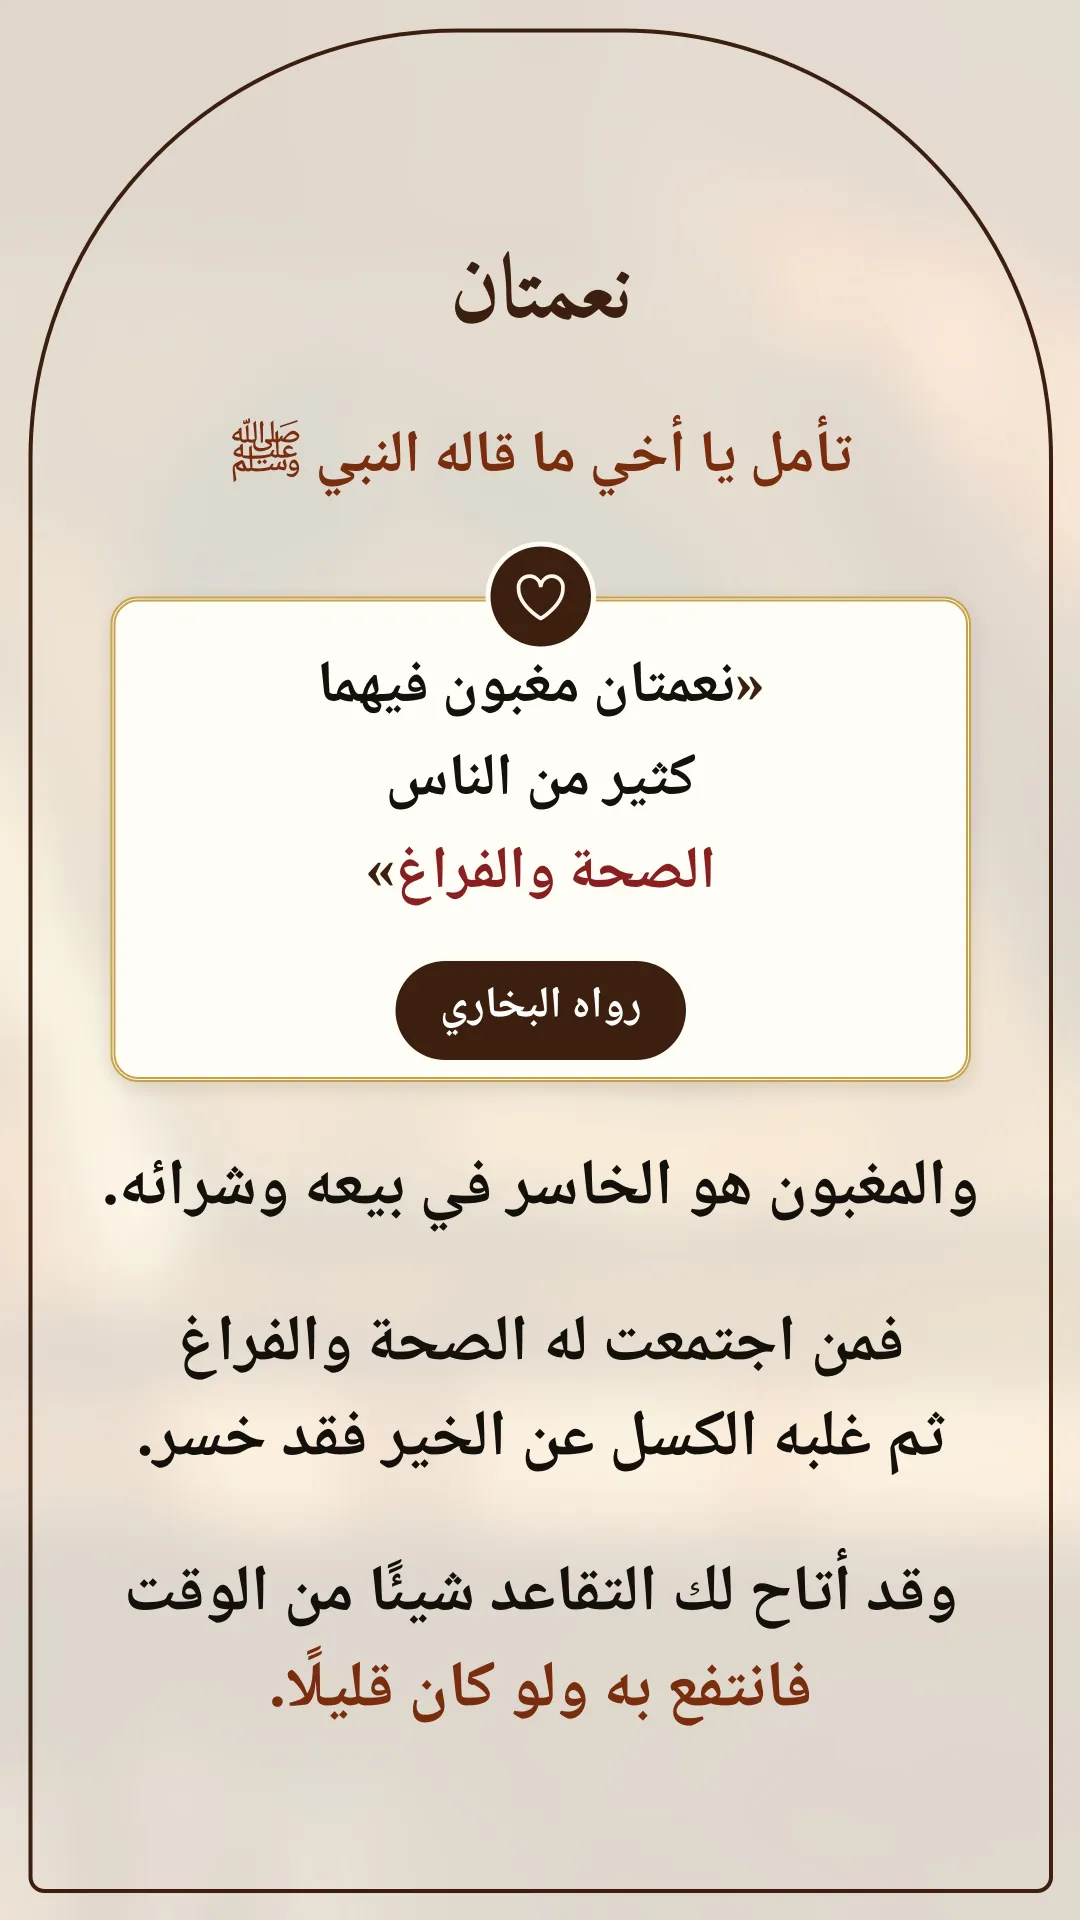 نعمتان
تأمل يا أخي ما قاله النبي ﷺ
«نعمتان مغبون فيهما
كثير من الناس
الصحة والفراغ»
رواه البخاري
والمغبون هو الخاسر في بيعه وشرائه.
فمن اجتمعت له الصحة والفراغ
ثم غلبه الكسل عن الخير فقد خسر.
وقد أتاح لك التقاعد شيئًا من الوقت
فانتفع به ولو كان قليلًا.